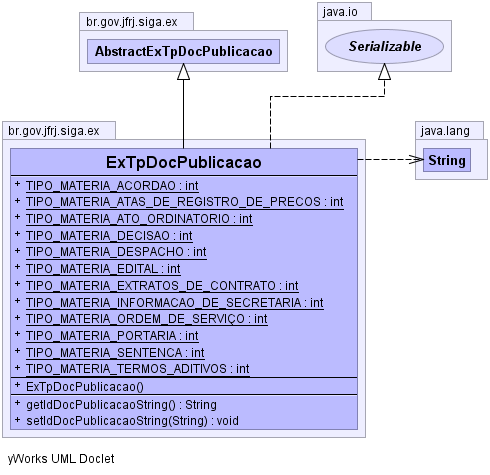 br.gov.jfrj.siga.ex
AbstractExTpDocPublicacao
java.io
Serializable
java.lang
String
br.gov.jfrj.siga.ex
ExTpDocPublicacao
+ TIPO_MATERIA_ACORDAO : int
+ TIPO_MATERIA_ATAS_DE_REGISTRO_DE_PRECOS : int
+ TIPO_MATERIA_ATO_ORDINATORIO : int
+ TIPO_MATERIA_DECISAO : int
+ TIPO_MATERIA_DESPACHO : int
+ TIPO_MATERIA_EDITAL : int
+ TIPO_MATERIA_EXTRATOS_DE_CONTRATO : int
+ TIPO_MATERIA_INFORMACAO_DE_SECRETARIA : int
+ TIPO_MATERIA_ORDEM_DE_SERVIÇO : int
+ TIPO_MATERIA_PORTARIA : int
+ TIPO_MATERIA_SENTENCA : int
+ TIPO_MATERIA_TERMOS_ADITIVOS : int
+ ExTpDocPublicacao()
+ getIdDocPublicacaoString() : String
+ setIdDocPublicacaoString(String) : void
yWorks UML Doclet